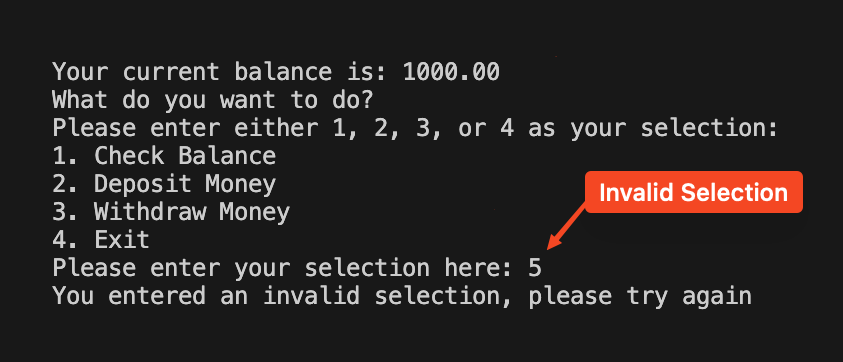 Your current balance is: 1000.00
What do you want to do?
Please enter either 1, 2, 3, or 4 as your selection:
1. Check Balance
2. Deposit Money
Invalid Selection
3. Withdraw Money
4. Exit
Please enter your selection here: 5
You entered an invalid selection, please try again